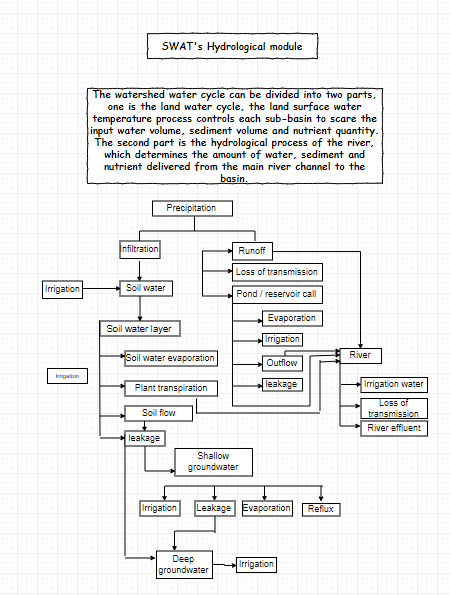 SWAT's Hydrological module
The watershed water cycle can be divided into two parts,
one is the land water cycle, the land surface water
temperature process controls each sub-basin to scare the
input water volume, sediment volume and nutrient quantity.
The second part is the hydrological process of the river,
which determines the amount of water, sediment and
nutrient delivered from the main river channel to the
basin.
Precipitation
Infiltration
Runoff
Loss of transmission
Irrigation
Soil water
Pond / reservoir call
Evaporation
Soil water layer
Irrigation
Soil water evaporation
Outflow
River
Irrigation
Plant transpiration
leakage
Irrigation water
Soil flow
Loss of
transmission
leakage
River effluent
Shallow
groundwater
Irrigation
Leakage
Evaporation
Reflux
Deep
groundwater
Irrigation